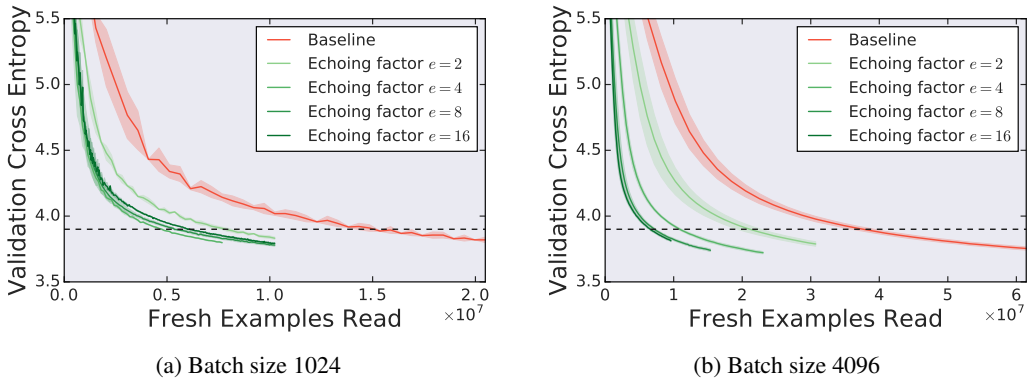 Validation Cross Entropy
5.5
5.0
4.5
4.0
3.5
Baseline
Echoing factor e = 2
Echoing factor e = 4
Echoing factor e = 8
Echoing factor e = 16
0.0 0.5 1.0 1.5 2.0
×10⁷
Fresh Examples Read
(a) Batch size 1024
Validation Cross Entropy
5.5
5.0
4.5
4.0
3.5
Baseline
Echoing factor e = 2
Echoing factor e = 4
Echoing factor e = 8
Echoing factor e = 16
0 1 2 3 4 5 6
×10⁷
Fresh Examples Read
(b) Batch size 4096